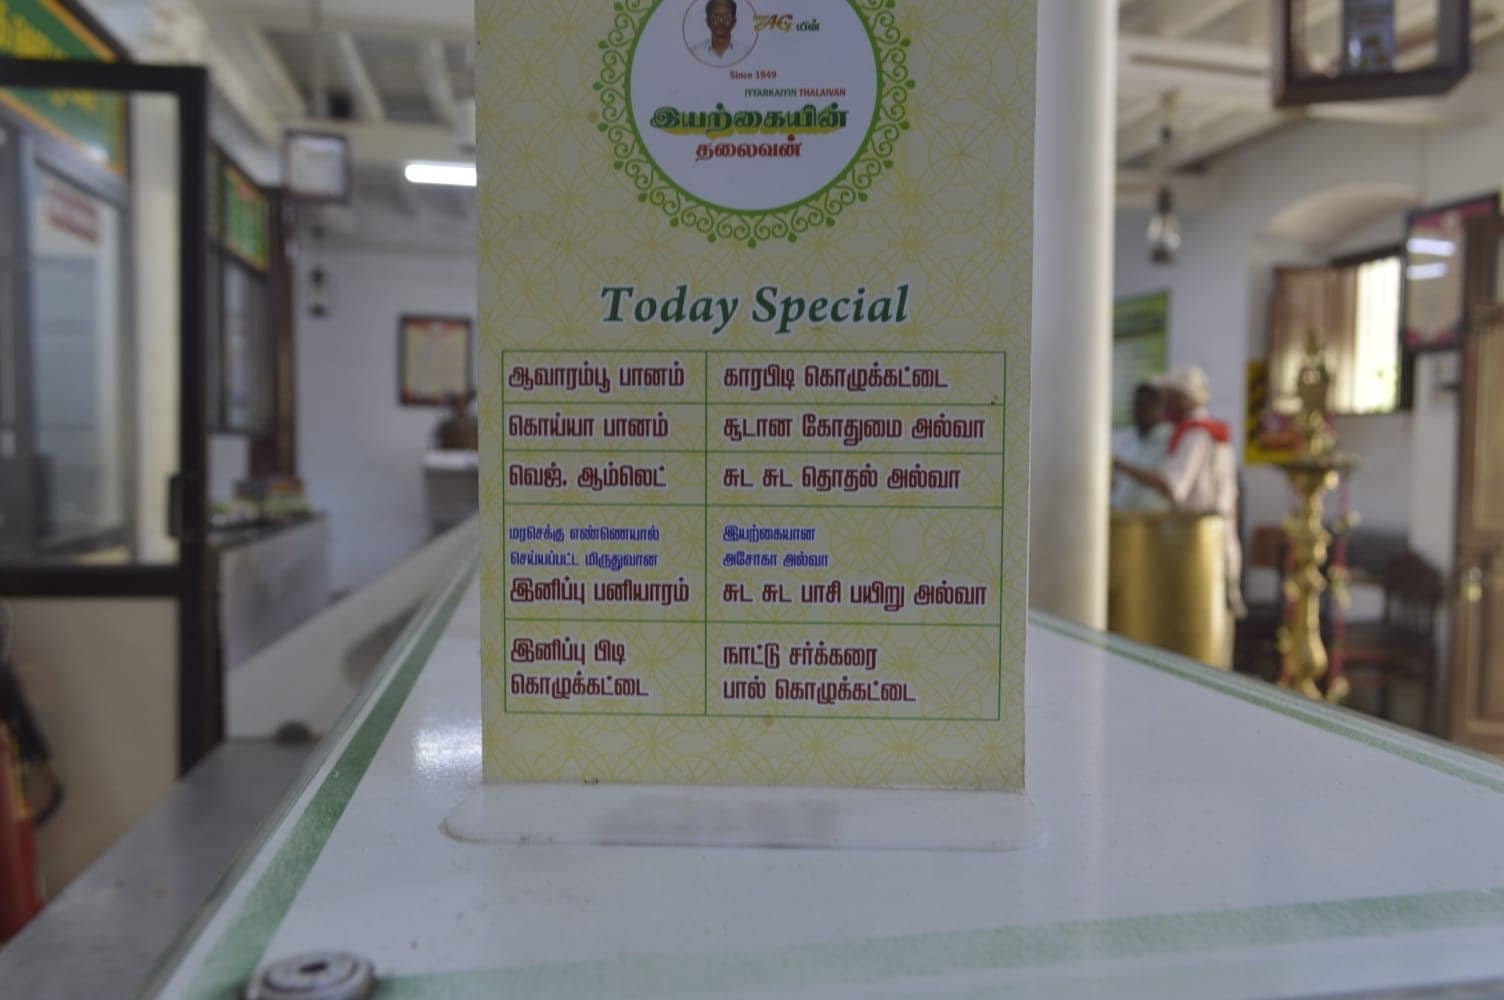 AG யின்
Since 1949
IYYARKAIYIN THALAIVAN
இயற்கையின்
தலைவன்
Today Special
ஆவாரம்பூ பானம்
காரபிடி கொழுக்கட்டை
கொய்யா பானம்
சூடான கோதுமை அல்வா
வெஜ். ஆம்லெட்
சுட சுட தொதல் அல்வா
மரசெக்கு எண்ணெயால்
செய்யப்பட்ட மிருதுவான
இனிப்பு பனியாரம்
இயற்கையான
அசோகா அல்வா
சுட சுட பாசி பயிறு அல்வா
இனிப்பு பிடி
கொழுக்கட்டை
நாட்டு சர்க்கரை
பால் கொழுக்கட்டை